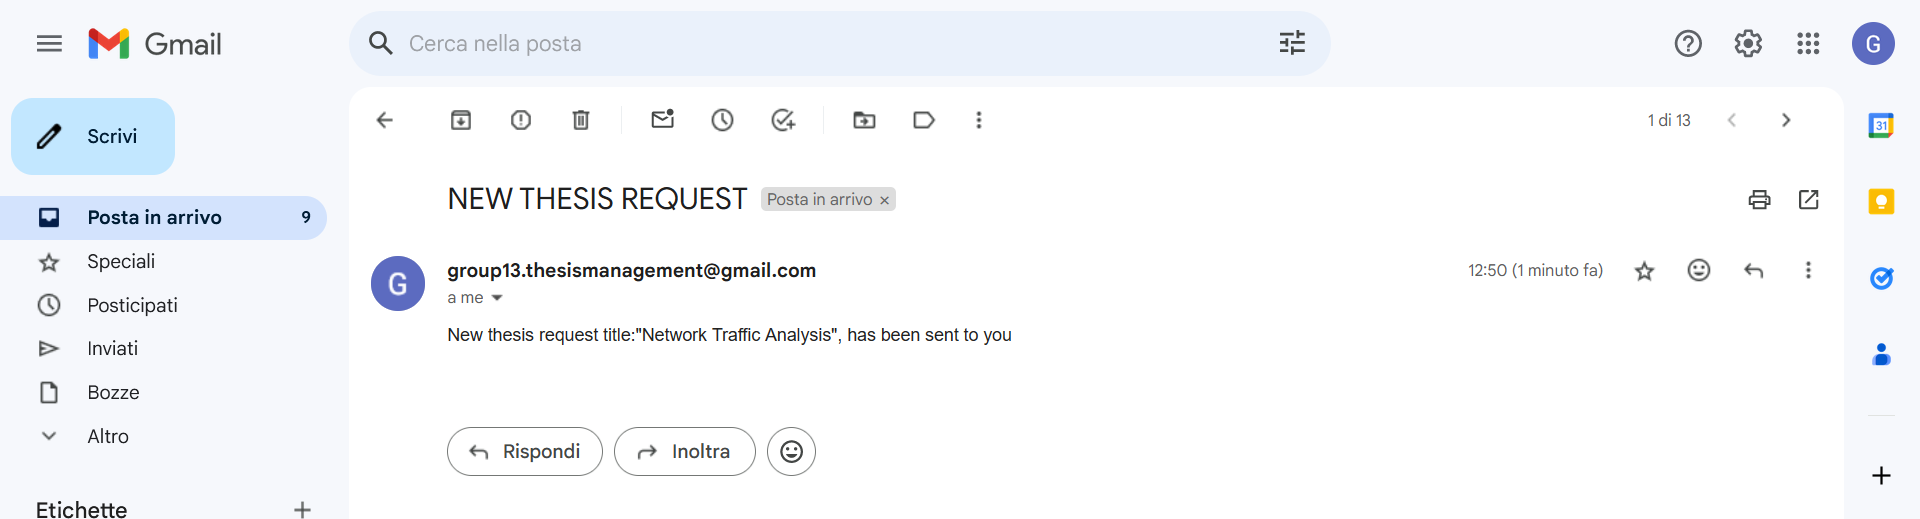 Gmail
Cerca nella posta
G
Scrivi
1 di 13
31
Posta in arrivo 9
Speciali
Posticipati
Inviati
Bozze
Altro
Etichette
NEW THESIS REQUEST Posta in arrivo ×
G
group13.thesismanagement@gmail.com 12:50 (1 minuto fa)
a me
New thesis request title:"Network Traffic Analysis", has been sent to you
Rispondi Inoltra